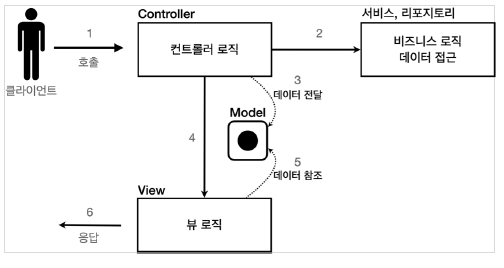 Controller
서비스, 리포지토리
1
호출
컨트롤러 로직
2
비즈니스 로직
데이터 접근
클라이언트
3
데이터 전달
Model
4
5
데이터 참조
View
6
응답
뷰 로직